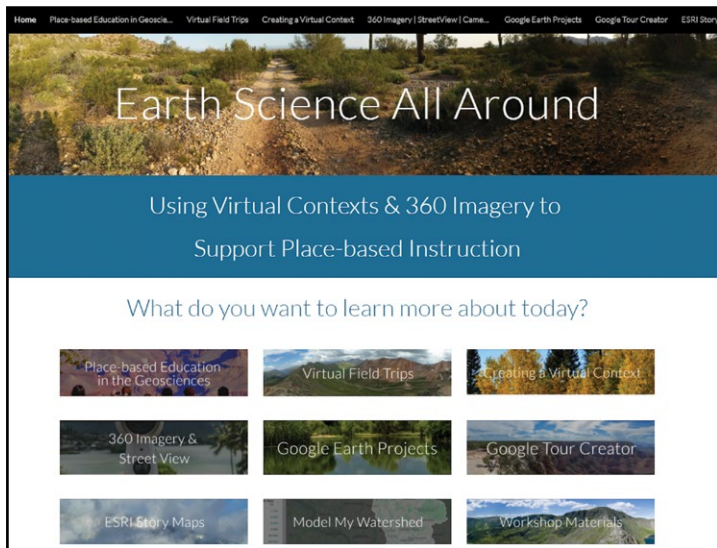 Home Place-based Education in Geoscie... Virtual Field Trips Creating a Virtual Context 360 Imagery | StreetView | Came... Google Earth Projects Google Tour Creator ESRI Story
Earth Science All Around
Using Virtual Contexts & 360 Imagery to
Support Place-based Instruction
What do you want to learn more about today?
Place-based Education
in the Geosciences
Virtual Field Trips
Creating a Virtual Context
360 Imagery &
Street View
Google Earth Projects
Google Tour Creator
ESRI Story Maps
Model My Watershed
Workshop Materials